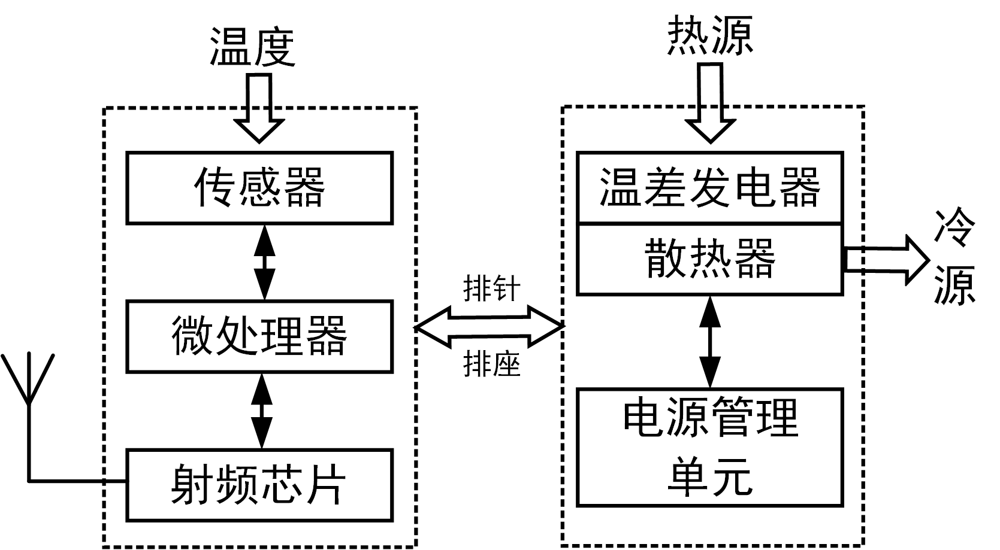 温度
传感器
微处理器
射频芯片
排针
排座
热源
温差发电器
散热器
冷
源
电源管理
单元